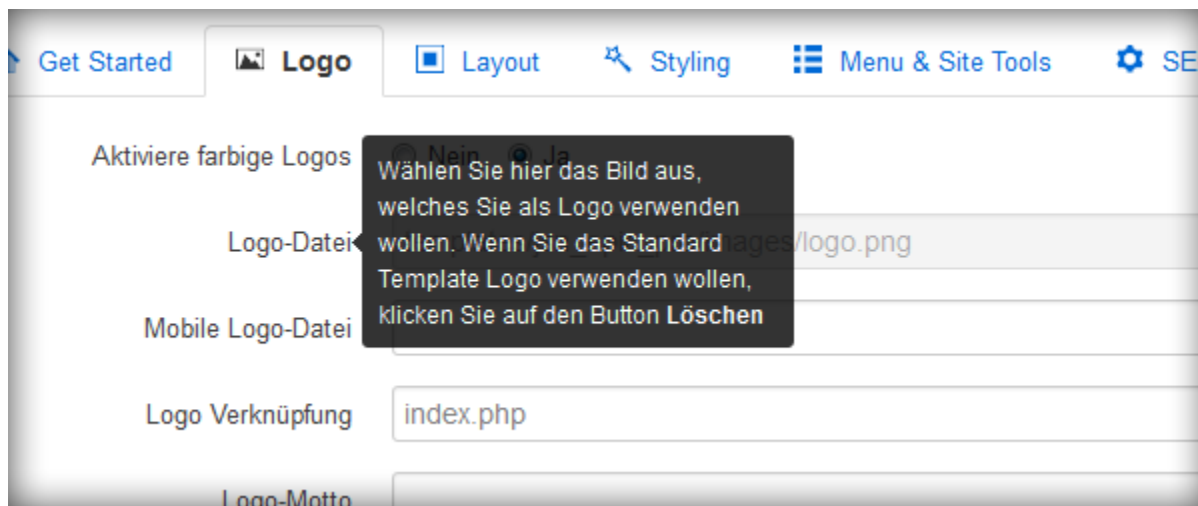 Get Started Logo Layout Styling Menu & Site Tools SE
Aktiviere farbige Logos Nein Ja
Wählen Sie hier das Bild aus,
welches Sie als Logo verwenden
Logo-Datei wollen. Wenn Sie das Standard images/logo.png
Template Logo verwenden wollen,
klicken Sie auf den Button Löschen
Mobile Logo-Datei
Logo Verknüpfung index.php
Logo-Motto